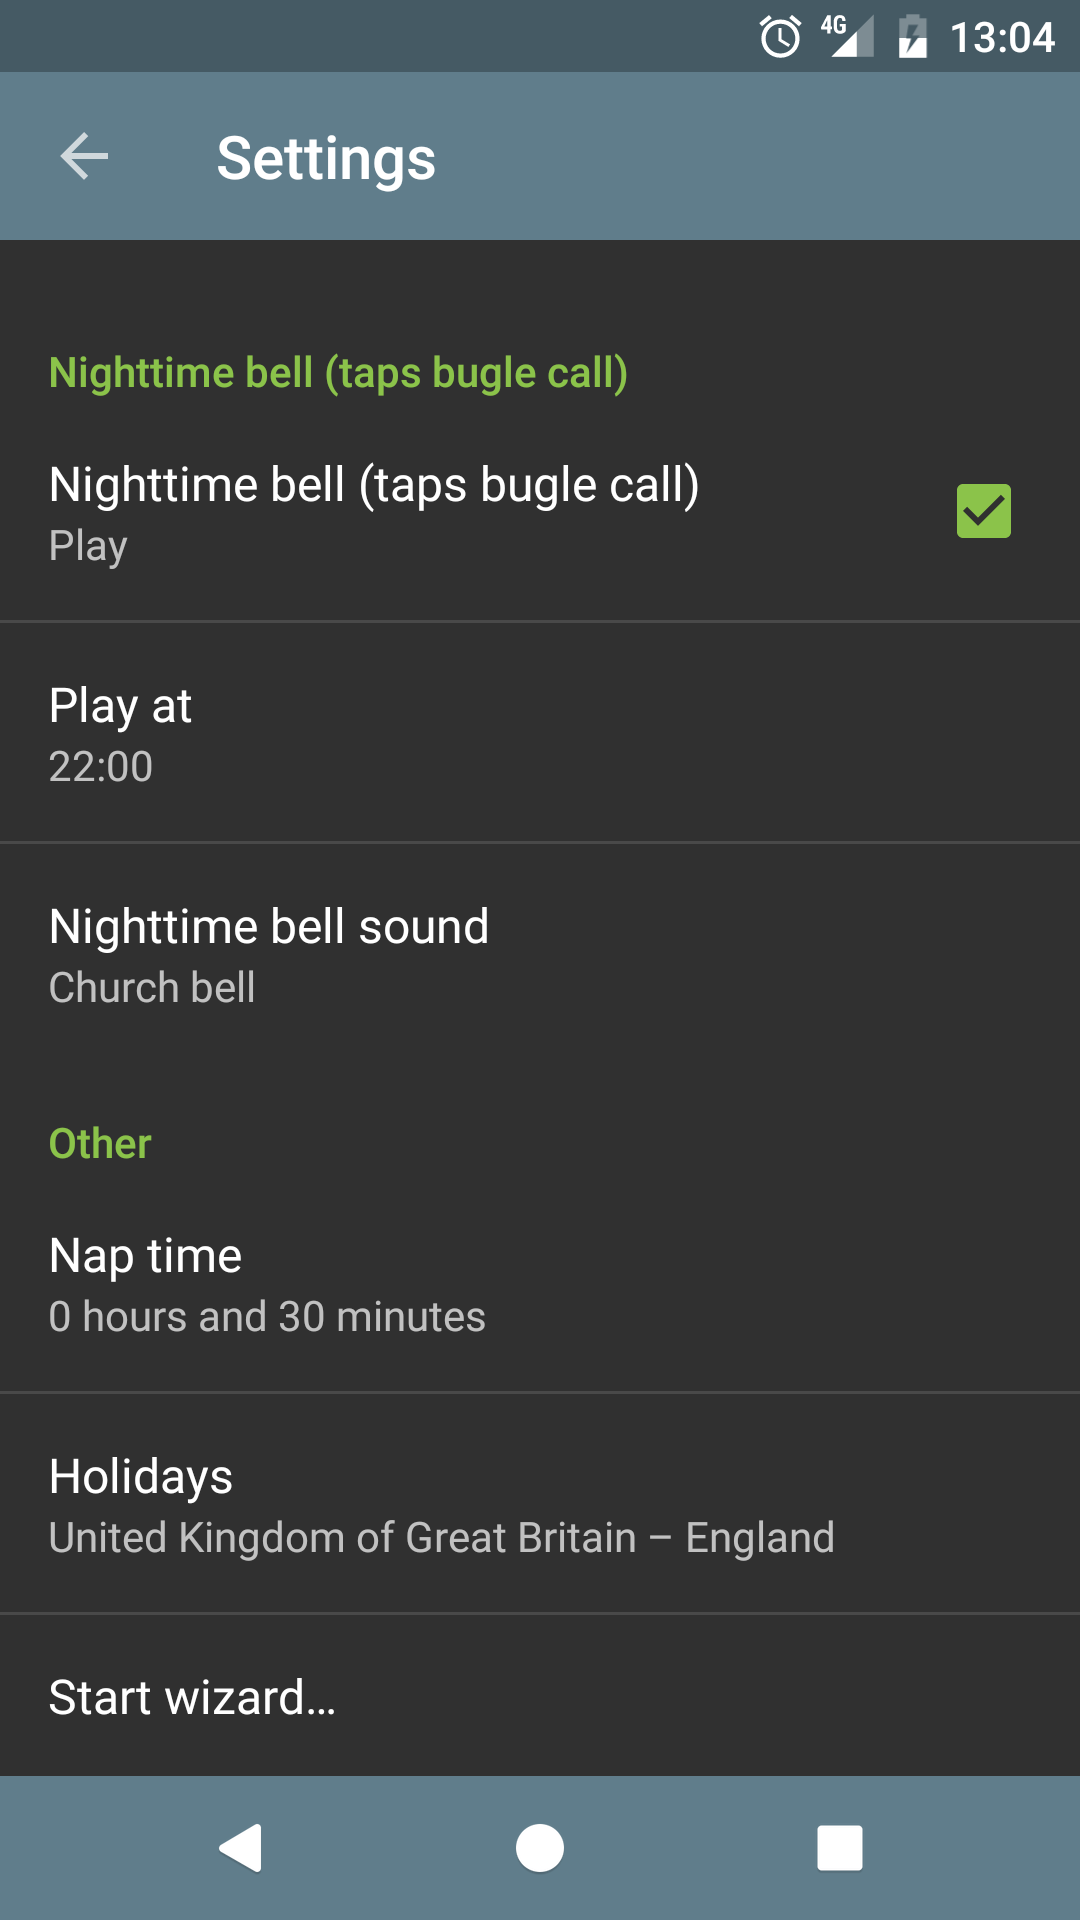 4G 13:04
Settings
Nighttime bell (taps bugle call)
Nighttime bell (taps bugle call)
Play
Play at
22:00
Nighttime bell sound
Church bell
Other
Nap time
0 hours and 30 minutes
Holidays
United Kingdom of Great Britain – England
Start wizard…